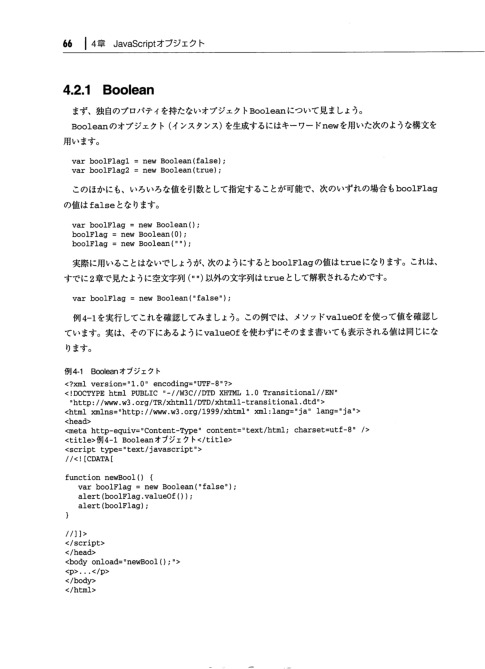 66 4章 JavaScriptオブジェクト
4.2.1 Boolean
まず、独自のプロパティを持たないオブジェクトBooleanについて見ましょう。
Booleanのオブジェクト（インスタンス）を生成するにはキーワードnewを用いた次のような構文を
用います。
var boolFlag1 = new Boolean(false);
var boolFlag2 = new Boolean(true);
このほかにも、いろいろな値を引数として指定することが可能で、次のいずれの場合もboolFlag
の値はfalseとなります。
var boolFlag = new Boolean();
boolFlag = new Boolean(0);
boolFlag = new Boolean("");
実際に用いることはないでしょうが、次のようにするとboolFlagの値はtrueになります。これは、
すでに2章で見たように空文字列("")以外の文字列はtrueとして解釈されるためです。
var boolFlag = new Boolean("false");
例4-1を実行してこれを確認してみましょう。この例では、メソッドvalueOfを使って値を確認し
ています。実は、その下にあるようにvalueOfを使わずにそのまま書いても表示される値は同じにな
ります。
例4-1 Booleanオブジェクト
<?xml version="1.0" encoding="UTF-8"?>
<!DOCTYPE html PUBLIC "-//W3C//DTD XHTML 1.0 Transitional//EN"
"http://www.w3.org/TR/xhtml1/DTD/xhtml1-transitional.dtd">
<html xmlns="http://www.w3.org/1999/xhtml" xml:lang="ja" lang="ja">
<head>
<meta http-equiv="Content-Type" content="text/html; charset=utf-8" />
<title>例4-1 Booleanオブジェクト</title>
<script type="text/javascript">
//<![CDATA[
function newBool() {
var boolFlag = new Boolean("false");
alert(boolFlag.valueOf());
alert(boolFlag);
}
//]]>
</script>
</head>
<body onload="newBool();">
<p>...</p>
</body>
</html>